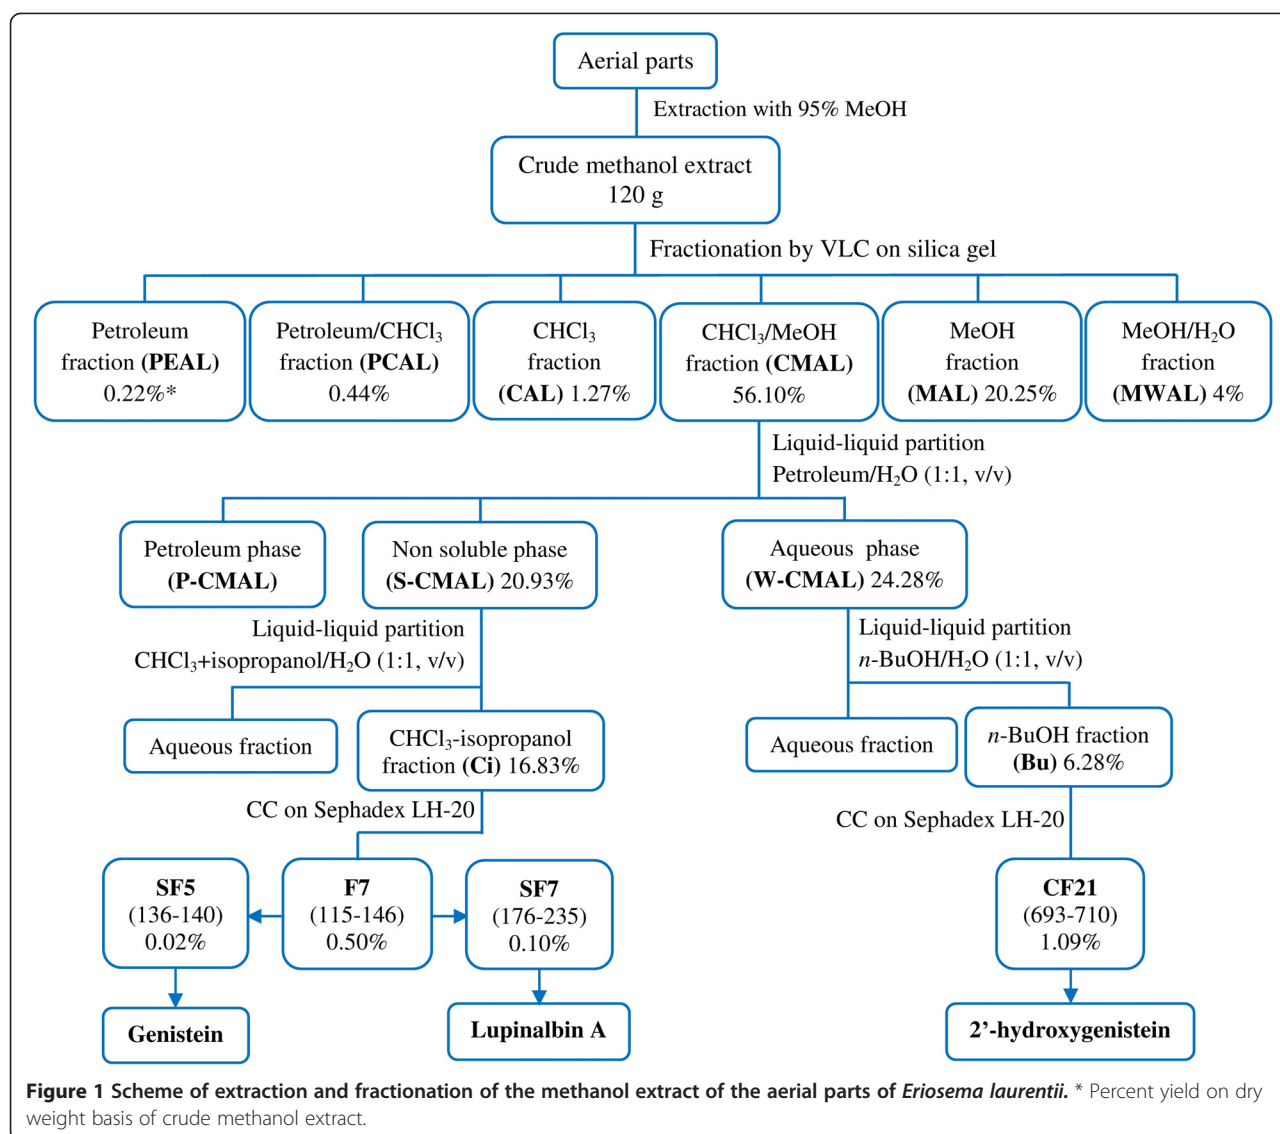 Aerial parts
Extraction with 95% MeOH
Crude methanol extract
120 g
Fractionation by VLC on silica gel
Petroleum
fraction (PEAL)
0.22%*
Petroleum/CHCl₃
fraction (PCAL)
0.44%
CHCl₃
fraction
(CAL) 1.27%
CHCl₃/MeOH
fraction (CMAL)
56.10%
MeOH
fraction
(MAL) 20.25%
MeOH/H₂O
fraction
(MWAL) 4%
Liquid-liquid partition
Petroleum/H₂O (1:1, v/v)
Petroleum phase
(P-CMAL)
Non soluble phase
(S-CMAL) 20.93%
Aqueous phase
(W-CMAL) 24.28%
Liquid-liquid partition
CHCl₃+isopropanol/H₂O (1:1, v/v)
Liquid-liquid partition
n-BuOH/H₂O (1:1, v/v)
Aqueous fraction
CHCl₃-isopropanol
fraction (Ci) 16.83%
Aqueous fraction
n-BuOH fraction
(Bu) 6.28%
CC on Sephadex LH-20
CC on Sephadex LH-20
SF5
(136-140)
0.02%
F7
(115-146)
0.50%
SF7
(176-235)
0.10%
CF21
(693-710)
1.09%
Genistein
Lupinalbin A
2’-hydroxygenistein
Figure 1 Scheme of extraction and fractionation of the methanol extract of the aerial parts of Eriosema laurentii. * Percent yield on dry
weight basis of crude methanol extract.